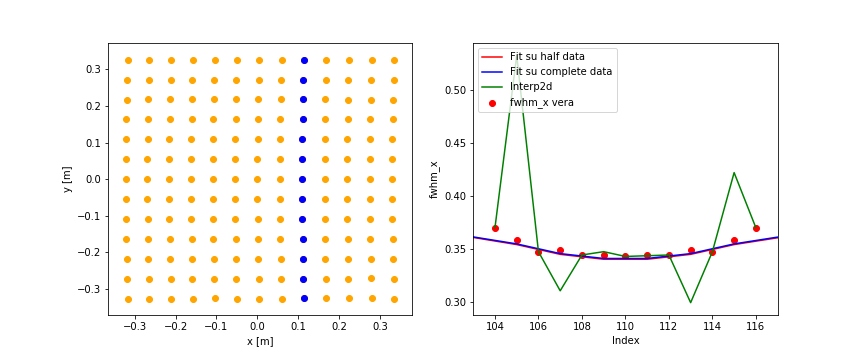 0.3
0.2
0.1
0.0
−0.1
−0.2
−0.3
y [m]
−0.3 −0.2 −0.1 0.0 0.1 0.2 0.3
x [m]
Fit su half data
Fit su complete data
Interp2d
fwhm_x vera
0.50
0.45
0.40
0.35
0.30
fwhm_x
104 106 108 110 112 114 116
Index